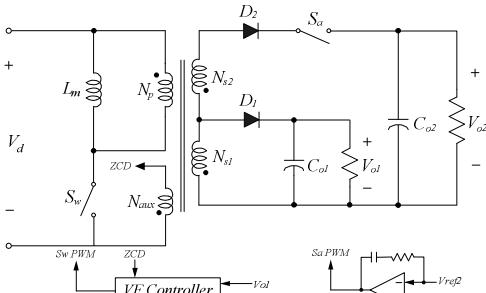 D2
Sa
+
Lm
Np
Ns2
D1
+
Vd
ZCD
Co1
+
Vo1
−
Co2
Vo2
Sw
Naux
Ns1
−
−
Sw PWM
ZCD
Sa PWM
VF Controller
Vo1
Vref2
−